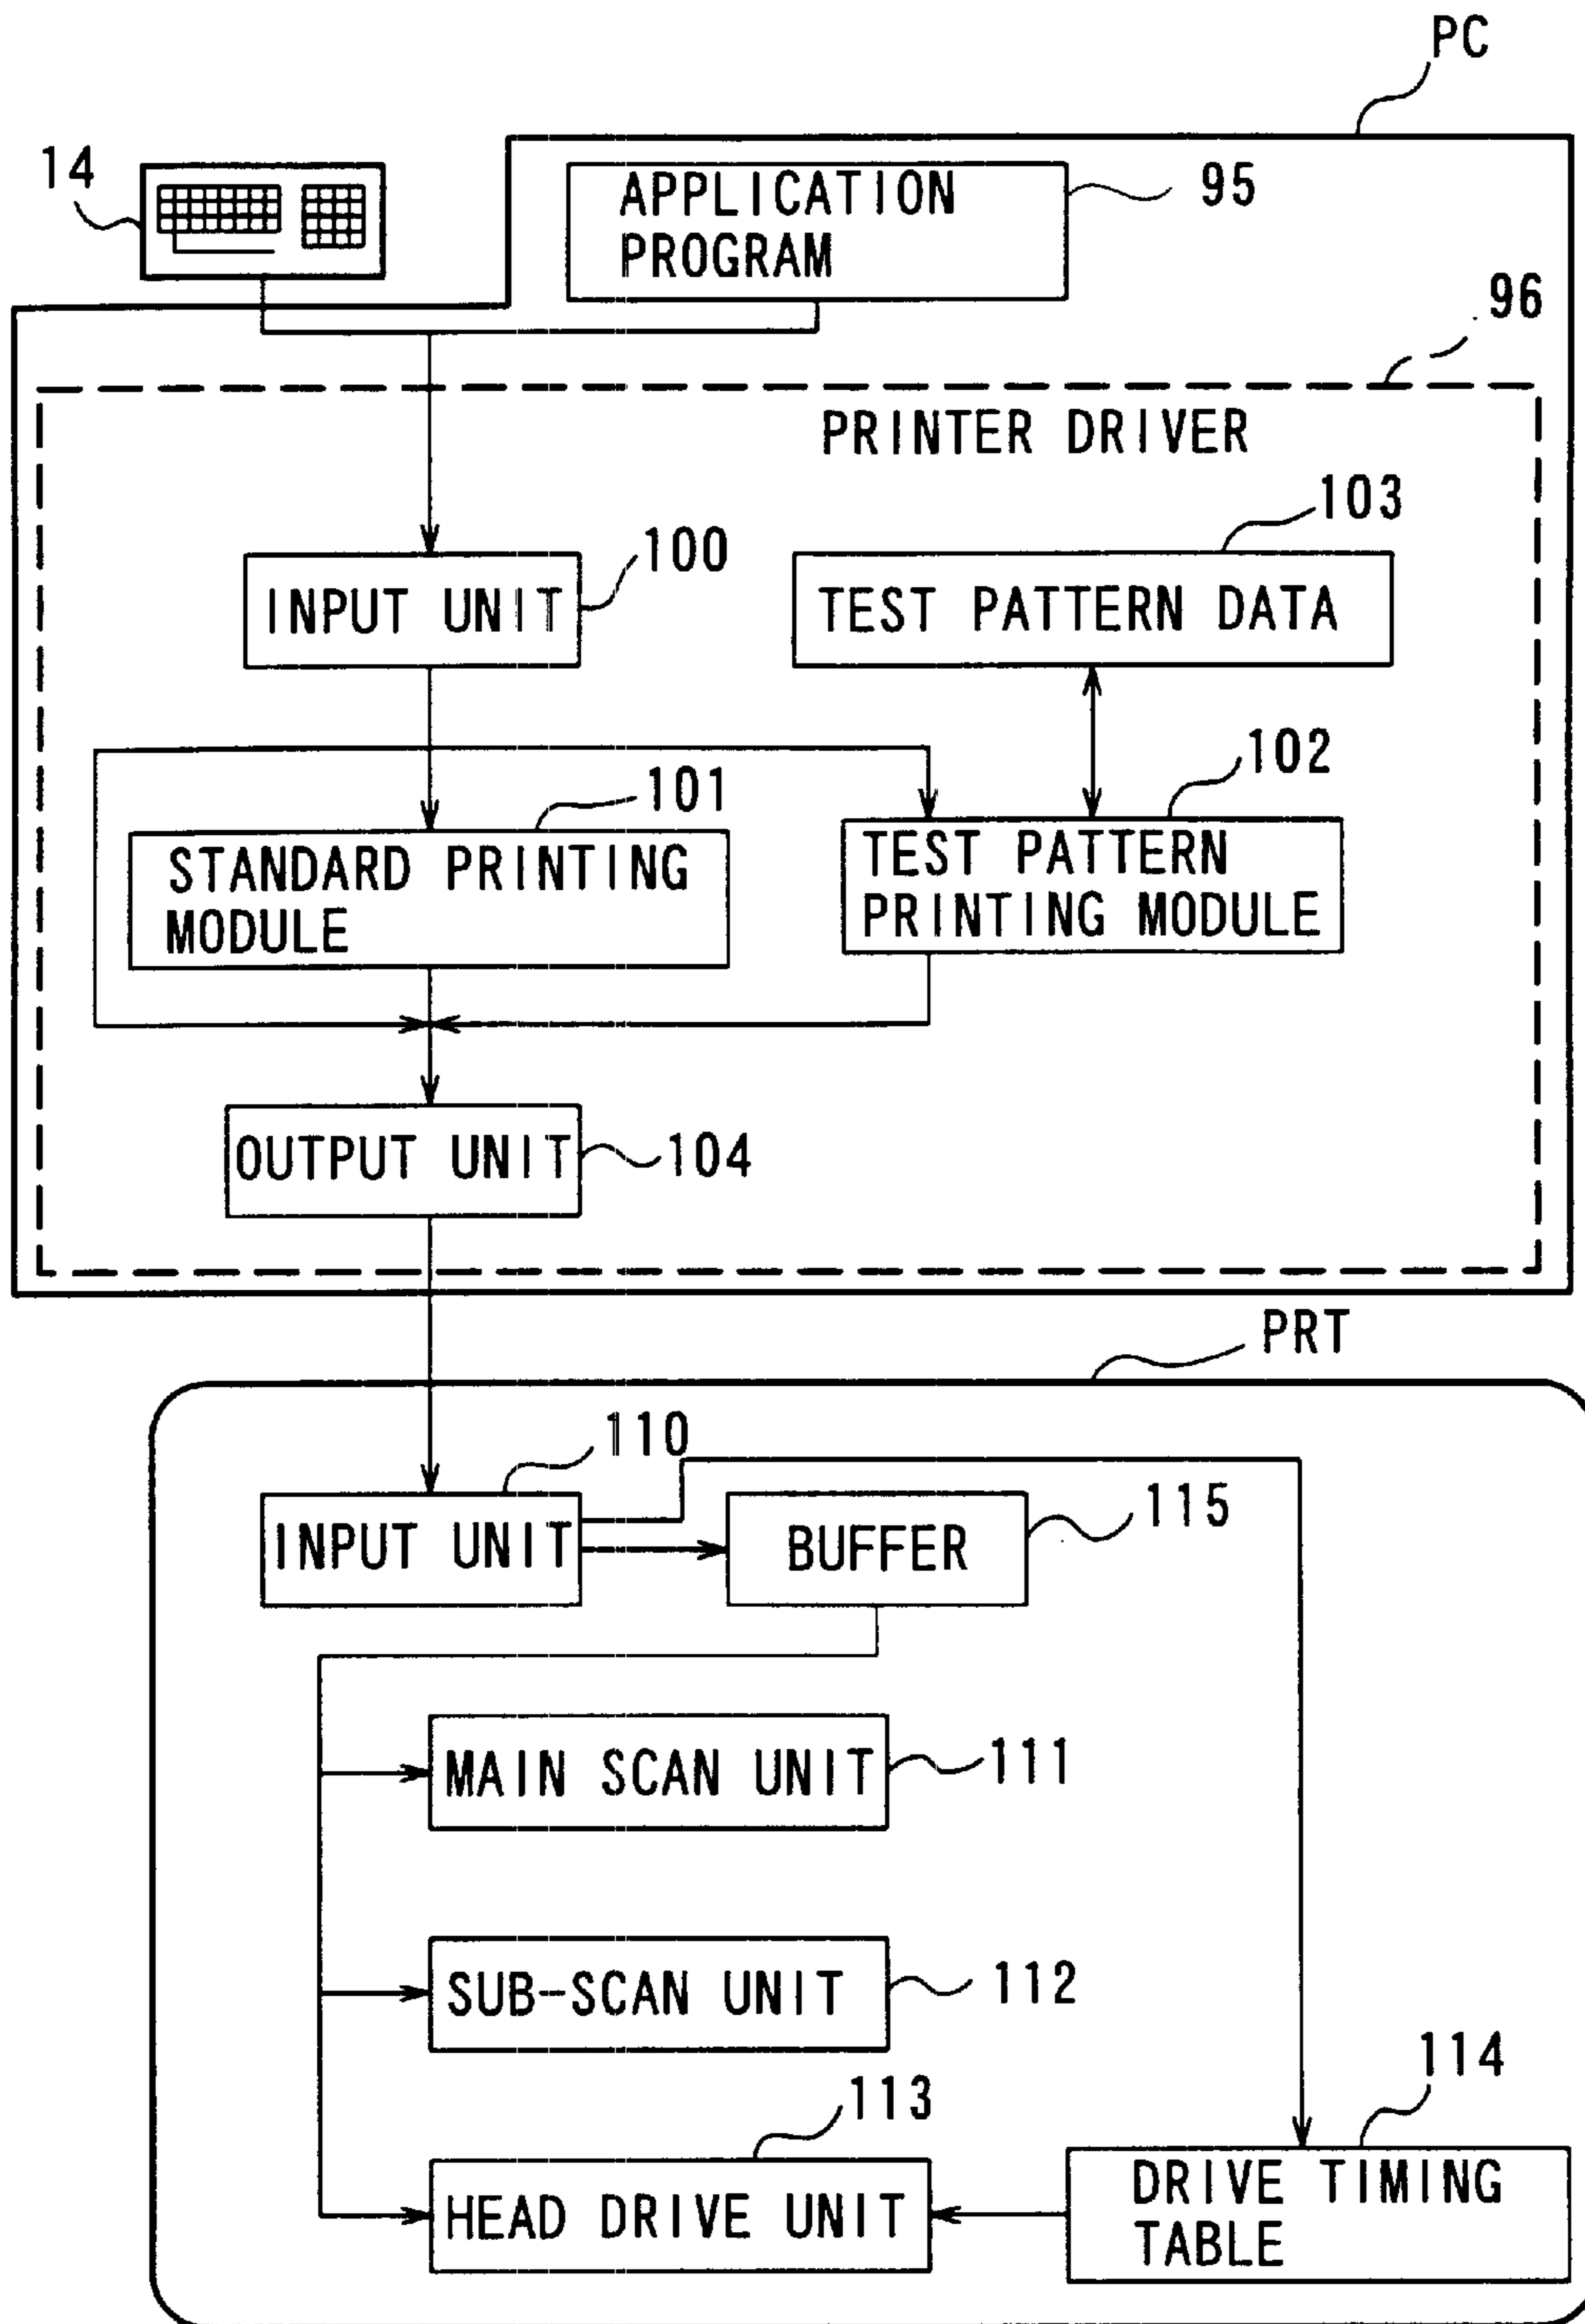 PC
14
APPLICATION
PROGRAM
95
96
PRINTER DRIVER
103
100
INPUT UNIT
TEST PATTERN DATA
102
101
STANDARD PRINTING
MODULE
TEST PATTERN
PRINTING MODULE
OUTPUT UNIT
104
PRT
110
INPUT UNIT
BUFFER
115
MAIN SCAN UNIT
111
SUB-SCAN UNIT
112
113
114
HEAD DRIVE UNIT
DRIVE TIMING
TABLE